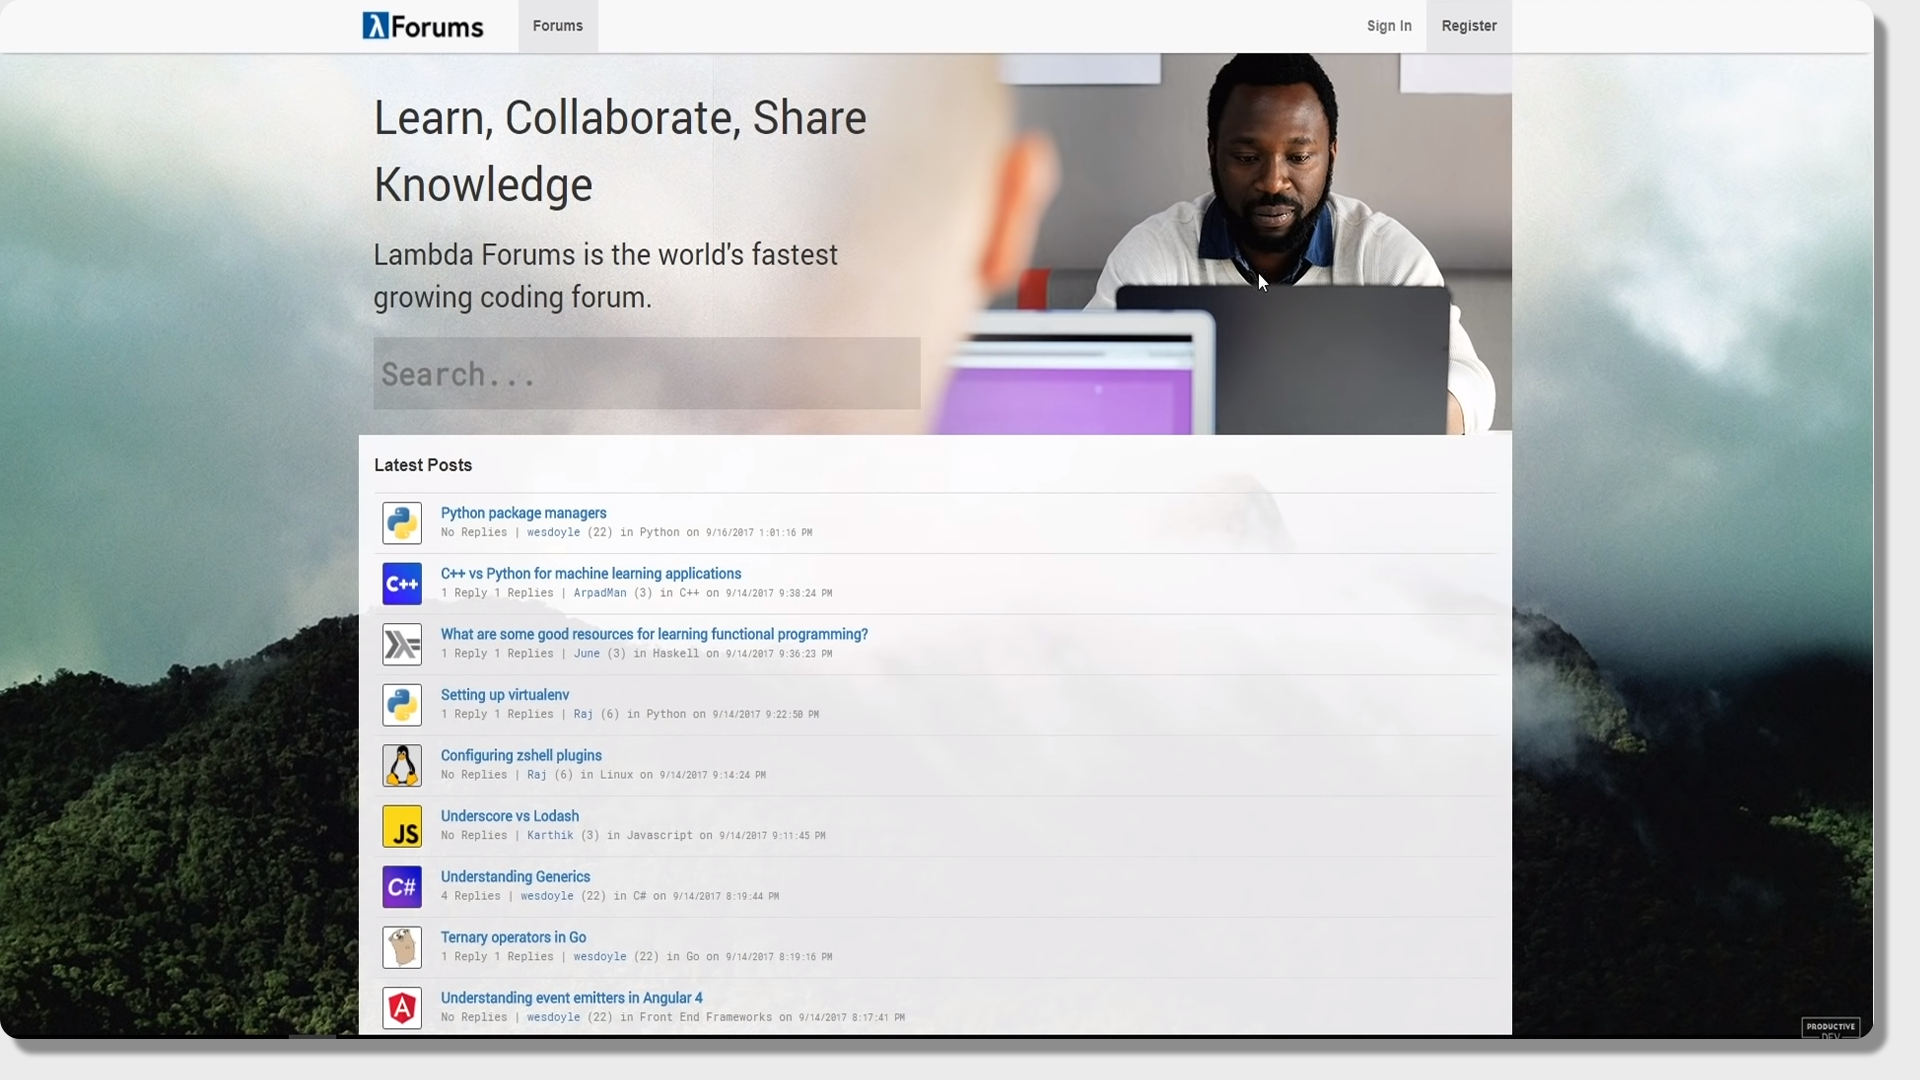 λForums
Forums
Sign In
Register
Learn, Collaborate, Share
Knowledge
Lambda Forums is the world's fastest
growing coding forum.
Search...
Latest Posts
Python package managers
No Replies | wesdoyle (22) in Python on 9/16/2017 1:01:16 PM
C++
C++ vs Python for machine learning applications
1 Reply 1 Replies | ArpadMan (3) in C++ on 9/14/2017 9:38:24 PM
What are some good resources for learning functional programming?
1 Reply 1 Replies | June (3) in Haskell on 9/14/2017 9:36:23 PM
Setting up virtualenv
1 Reply 1 Replies | Raj (6) in Python on 9/14/2017 9:22:50 PM
Configuring zshell plugins
No Replies | Raj (6) in Linux on 9/14/2017 9:14:24 PM
JS
Underscore vs Lodash
No Replies | Karthik (3) in Javascript on 9/14/2017 9:11:45 PM
C#
Understanding Generics
4 Replies | wesdoyle (22) in C# on 9/14/2017 8:19:44 PM
Ternary operators in Go
1 Reply 1 Replies | wesdoyle (22) in Go on 9/14/2017 8:19:16 PM
A
Understanding event emitters in Angular 4
No Replies | wesdoyle (22) in Front End Frameworks on 9/14/2017 8:17:41 PM
PRODUCTIVE
DEV